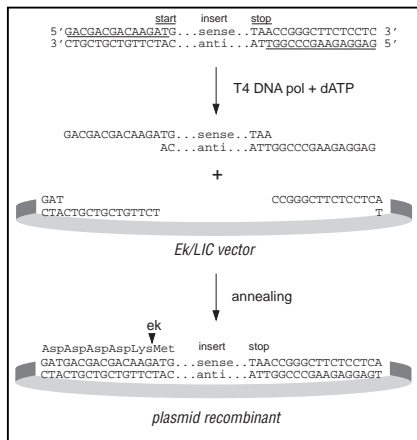 start insert stop
5'GACGACGACAAGATG...sense..TAACCGGGCTTCTCCTC 3'
3'CTGCTGCTGTTCTAC...anti...ATTGGCCCGAAGAGGAG 5'
T4 DNA pol + dATP
GACGACGACAAGATG...sense..TAA
AC...anti...ATTGGCCCGAAGAGGAG
+
GAT CCGGGCTTCTCCTCA
CTACTGCTGCTGTTCT T
Ek/LIC vector
annealing
ek
AspAspAspAspLysMet insert stop
GATGACGACGACAAGATG...sense...TAACCGGGCTTCTCCTCA
CTACTGCTGCTGTTCTAC...anti...ATTGGCCCGAAGAGGAGT
plasmid recombinant